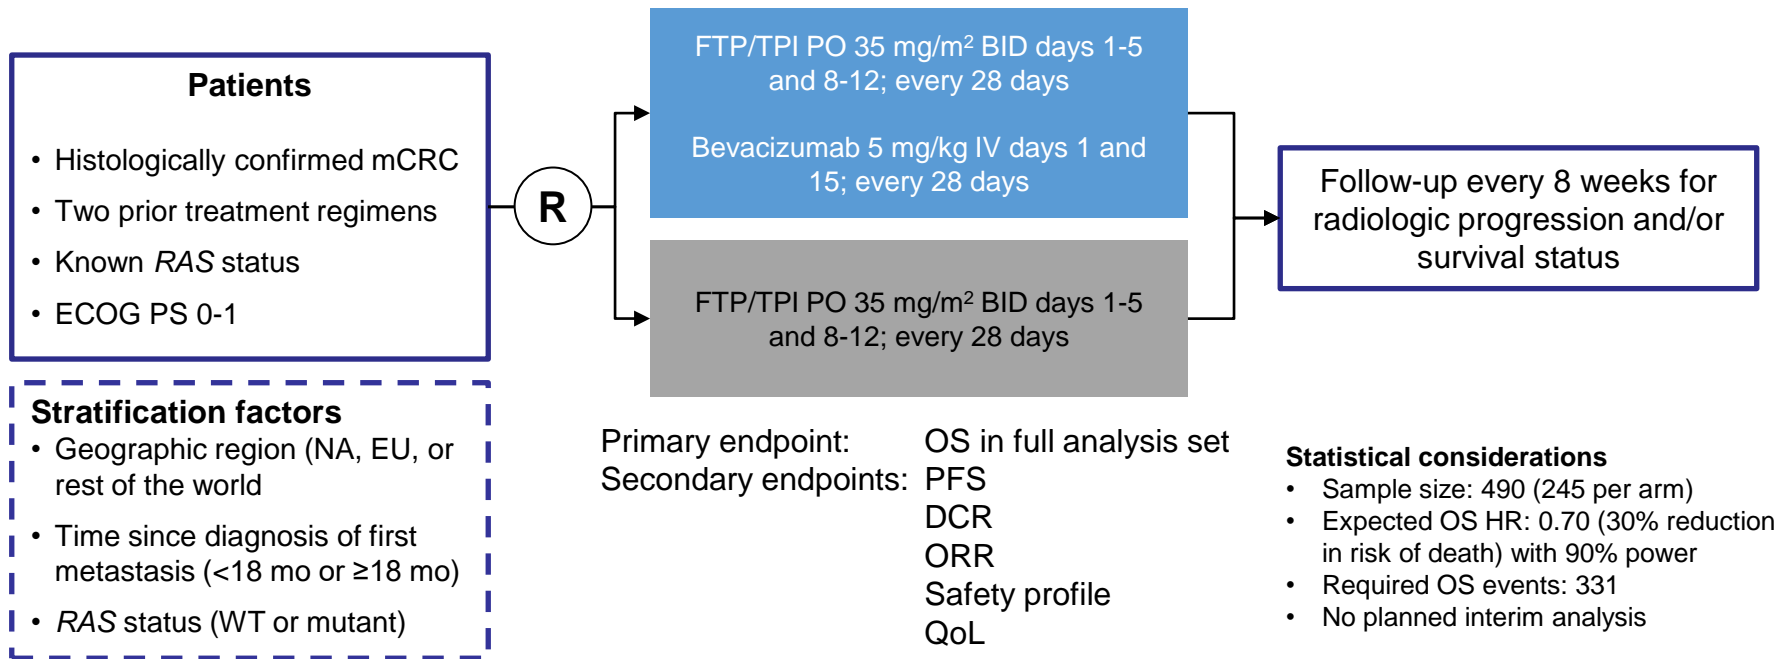 Patients
• Histologically confirmed mCRC
• Two prior treatment regimens
• Known RAS status
• ECOG PS 0-1
Stratification factors
• Geographic region (NA, EU, or
rest of the world
• Time since diagnosis of first
metastasis (<18 mo or ≥18 mo)
• RAS status (WT or mutant)
R
FTP/TPI PO 35 mg/m² BID days 1-5
and 8-12; every 28 days
Bevacizumab 5 mg/kg IV days 1 and
15; every 28 days
FTP/TPI PO 35 mg/m² BID days 1-5
and 8-12; every 28 days
Follow-up every 8 weeks for
radiologic progression and/or
survival status
Primary endpoint: OS in full analysis set
Secondary endpoints: PFS
DCR
ORR
Safety profile
QoL
Statistical considerations
• Sample size: 490 (245 per arm)
• Expected OS HR: 0.70 (30% reduction
in risk of death) with 90% power
• Required OS events: 331
• No planned interim analysis